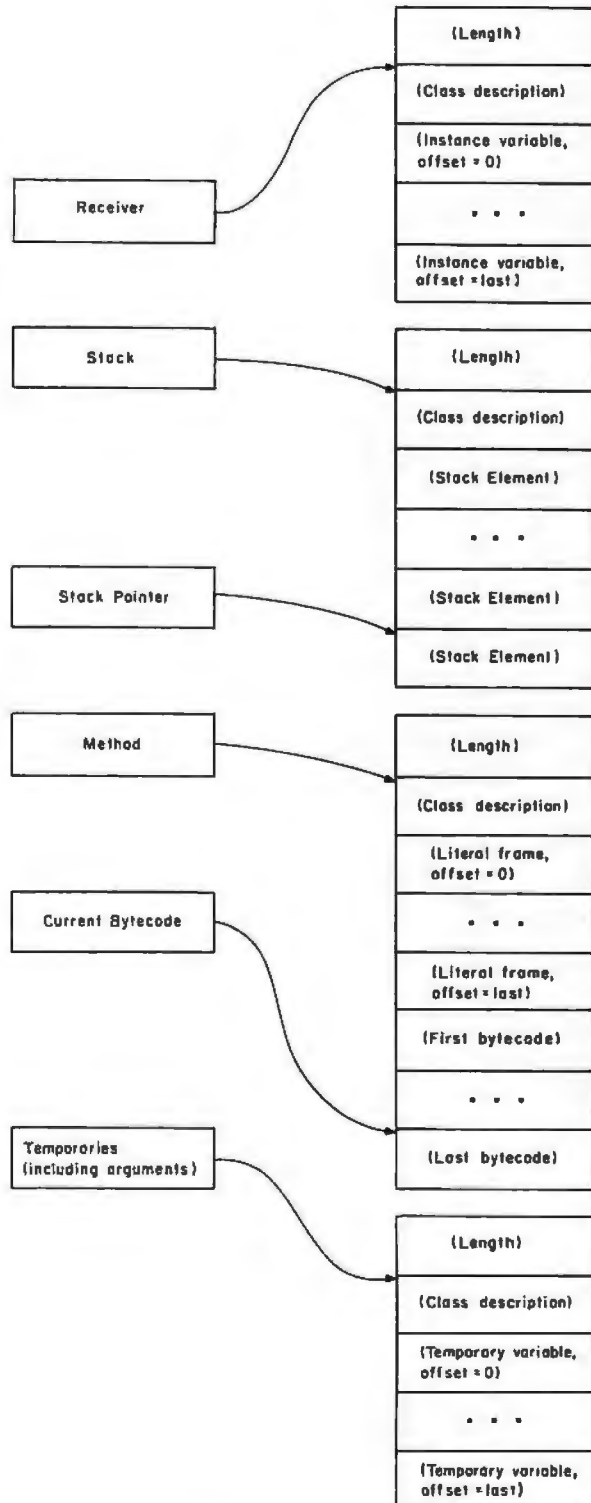 (Length)
(Class description)
(Instance variable,
offset = 0)
Receiver
• • •
(Instance variable,
offset = last)
Stack
(Length)
(Class description)
(Stack Element)
• • •
Stack Pointer
(Stack Element)
(Stack Element)
Method
(Length)
(Class description)
(Literal frame,
offset = 0)
Current Bytecode
• • •
(Literal frame,
offset = last)
(First bytecode)
• • •
Temporaries
(including arguments)
(Last bytecode)
(Length)
(Class description)
(Temporary variable,
offset = 0)
• • •
(Temporary variable,
offset = last)